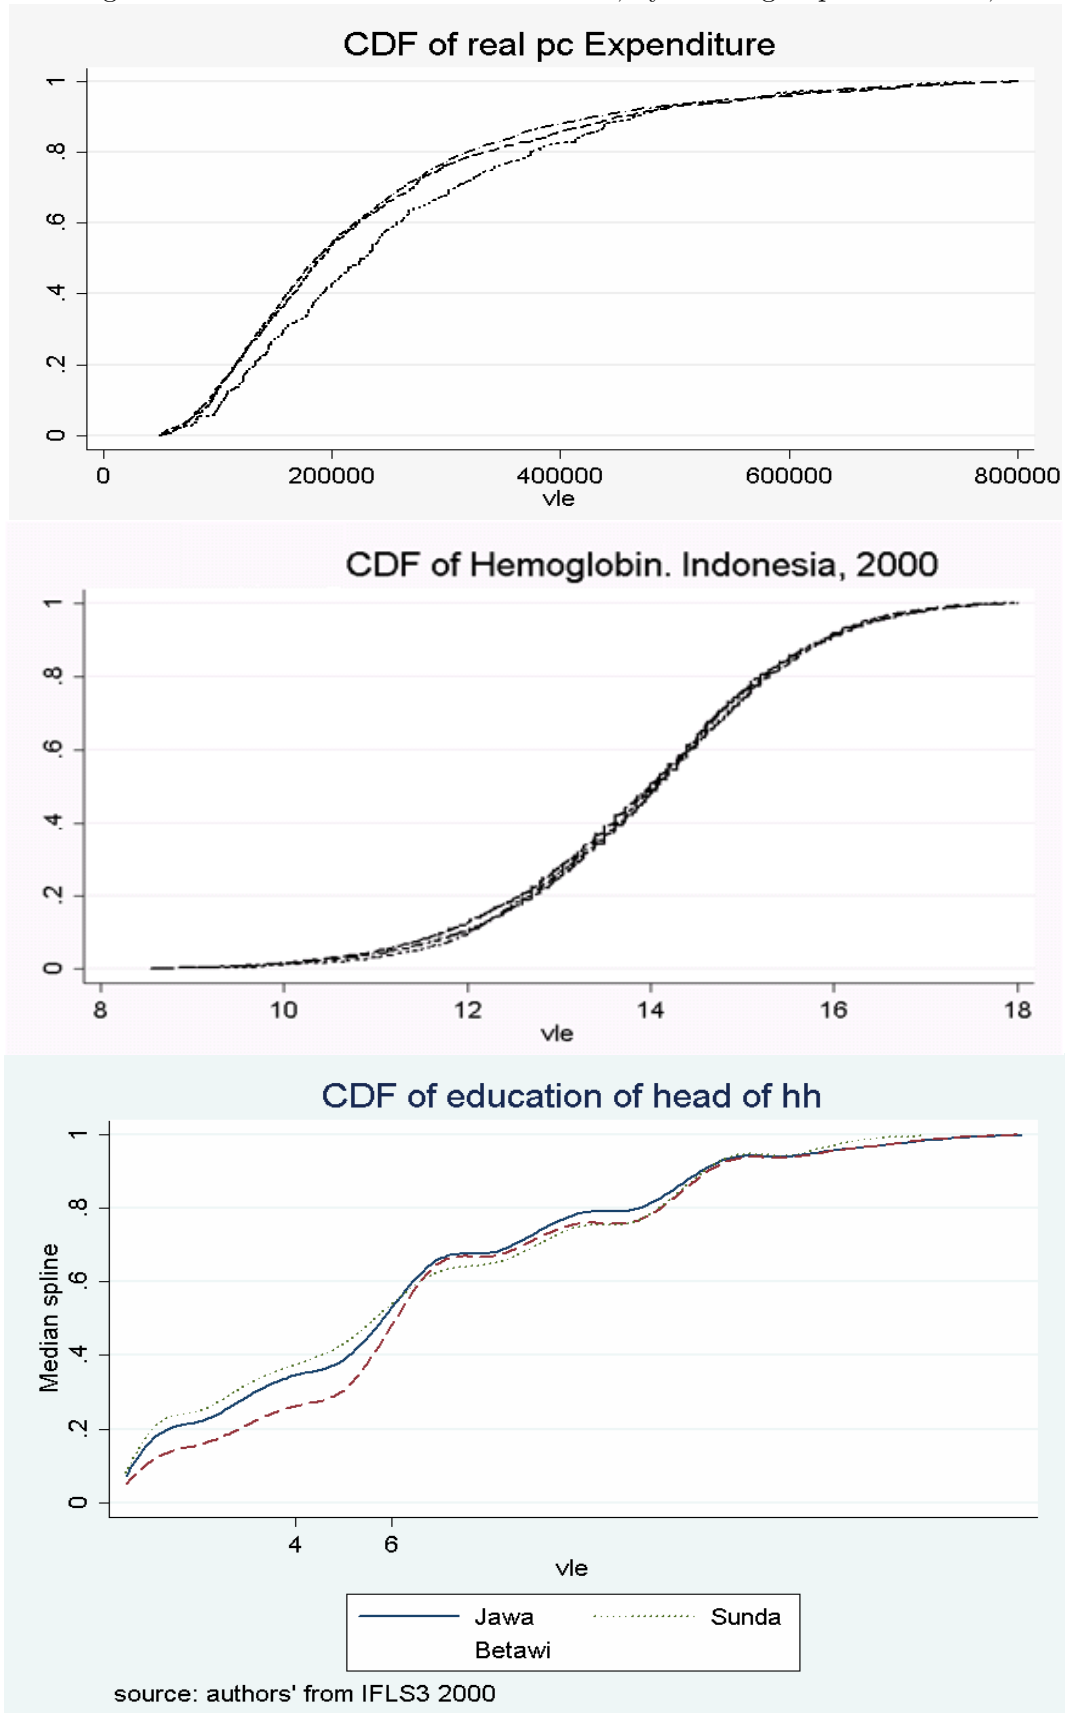 CDF of real pc Expenditure
1
.8
.6
.4
.2
0
0 200000 400000 600000 800000
vle
CDF of Hemoglobin. Indonesia, 2000
1
.8
.6
.4
.2
0
8 10 12 14 16 18
vle
CDF of education of head of hh
Median spline
1
.8
.6
.4
.2
0
4 6
vle
Jawa Sunda
Betawi
source: authors' from IFLS3 2000